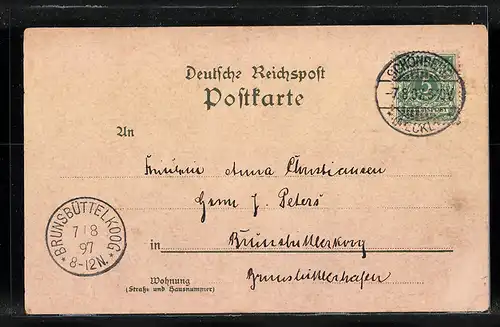 Deutsche Reichspost
Postkarte
SCHÖNBERG
7.8.97.
(MECKL
An
Fräulein Anna Christiansen
Herrn J. Peters
in Brunsbüttelkoog
Brunsbüttelhafen
BRUNSBÜTTELKOOG
7/8
97
* 8-12N. *
Wohnung
(Straße und Hausnummer)